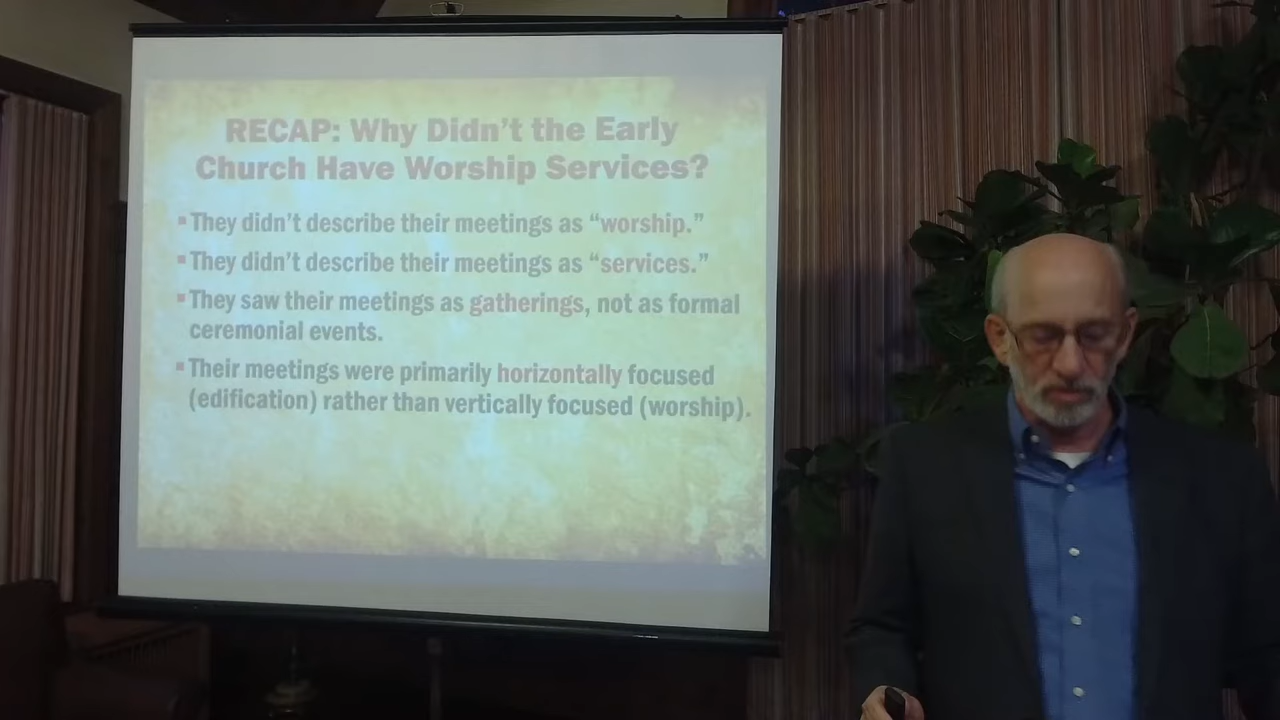 RECAP: Why Didn't the Early
Church Have Worship Services?
▪They didn't describe their meetings as “worship.”
▪They didn't describe their meetings as “services.”
▪They saw their meetings as gatherings, not as formal
ceremonial events.
▪Their meetings were primarily horizontally focused
(edification) rather than vertically focused (worship).